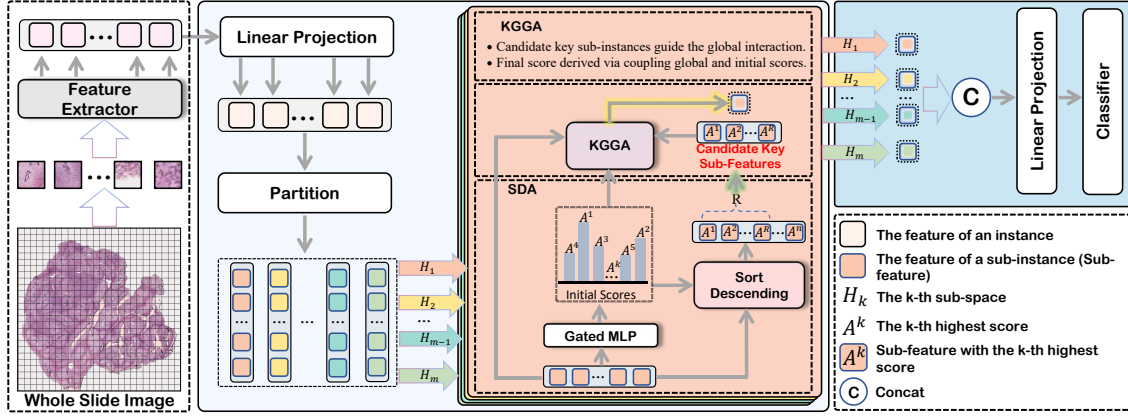 Feature
Extractor
Whole Slide Image
Linear Projection
Partition
H₁
H₂
...
Hₘ₋₁
Hₘ
KGGA
• Candidate key sub-instances guide the global interaction.
• Final score derived via coupling global and initial scores.
KGGA
A¹ A² ... Aᴿ
Candidate Key
Sub-Features
SDA
R
A¹ A² ... Aᴿ ... Aⁿ
A⁴ A¹ A³ ... Aᵏ A⁵ A²
Initial Scores
Sort
Descending
Gated MLP
H₁
H₂
...
Hₘ₋₁
Hₘ
C
Linear Projection
Classifier
The feature of an instance
The feature of a sub-instance (Sub-
feature)
Hₖ The k-th sub-space
Aᵏ The k-th highest score
Aᵏ Sub-feature with the k-th highest
score
C Concat